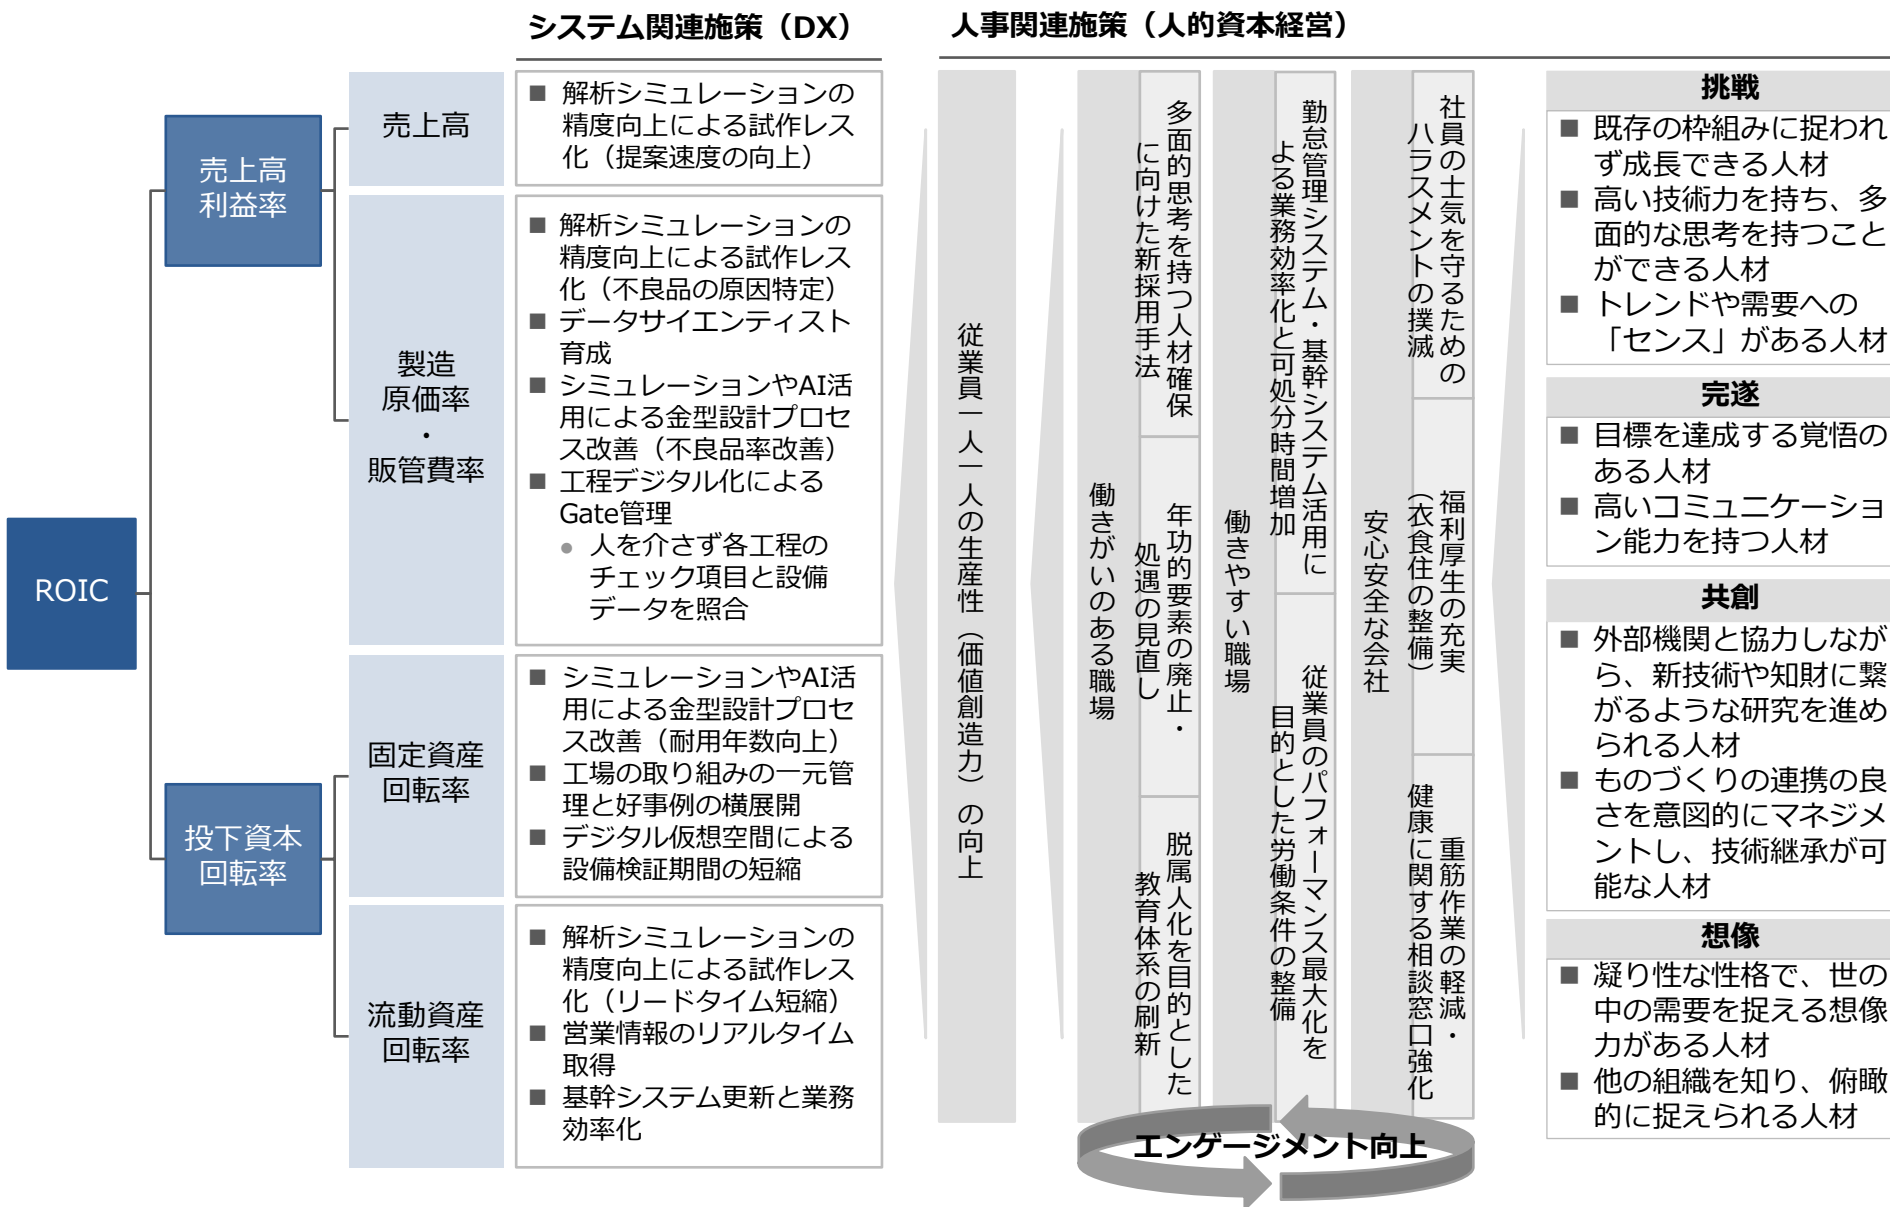 システム関連施策（DX）
人事関連施策（人的資本経営）
ROIC
売上高
利益率
投下資本
回転率
売上高
製造
原価率
・
販管費率
固定資産
回転率
流動資産
回転率
■ 解析シミュレーションの
精度向上による試作レス
化（提案速度の向上）
■ 解析シミュレーションの
精度向上による試作レス
化（不良品の原因特定）
■ データサイエンティスト
育成
■ シミュレーションやAI活
用による金型設計プロセ
ス改善（不良品率改善）
■ 工程デジタル化による
Gate管理
● 人を介さず各工程の
チェック項目と設備
データを照合
■ シミュレーションやAI活
用による金型設計プロセ
ス改善（耐用年数向上）
■ 工場の取り組みの一元管
理と好事例の横展開
■ デジタル仮想空間による
設備検証期間の短縮
■ 解析シミュレーションの
精度向上による試作レス
化（リードタイム短縮）
■ 営業情報のリアルタイム
取得
■ 基幹システム更新と業務
効率化
従業員一人一人の生産性（価値創造力）の向上
働きがいのある職場
多面的思考を持つ人材確保
に向けた新採用手法
年功的要素の廃止・
処遇の見直し
脱属人化を目的とした
教育体系の刷新
働きやすい職場
勤怠管理システム・基幹システム活用に
よる業務効率化と可処分時間増加
従業員のパフォーマンス最大化を
目的とした労働条件の整備
安心安全な会社
社員の士気を守るための
ハラスメントの撲滅
福利厚生の充実
（衣食住の整備）
重筋作業の軽減・
健康に関する相談窓口強化
エンゲージメント向上
挑戦
■ 既存の枠組みに捉われ
ず成長できる人材
■ 高い技術力を持ち、多
面的な思考を持つこと
ができる人材
■ トレンドや需要への
「センス」がある人材
完遂
■ 目標を達成する覚悟の
ある人材
■ 高いコミュニケーショ
ン能力を持つ人材
共創
■ 外部機関と協力しなが
ら、新技術や知財に繋
がるような研究を進め
られる人材
■ ものづくりの連携の良
さを意図的にマネジメ
ントし、技術継承が可
能な人材
想像
■ 凝り性な性格で、世の
中の需要を捉える想像
力がある人材
■ 他の組織を知り、俯瞰
的に捉えられる人材